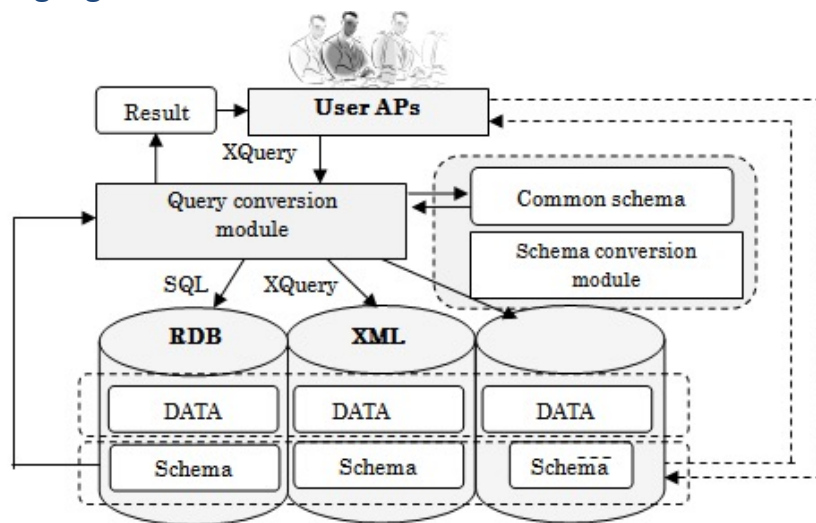 Result
User APs
XQuery
Query conversion
module
Common schema
Schema conversion
module
SQL
XQuery
RDB
XML
DATA
DATA
DATA
Schema
Schema
Schema